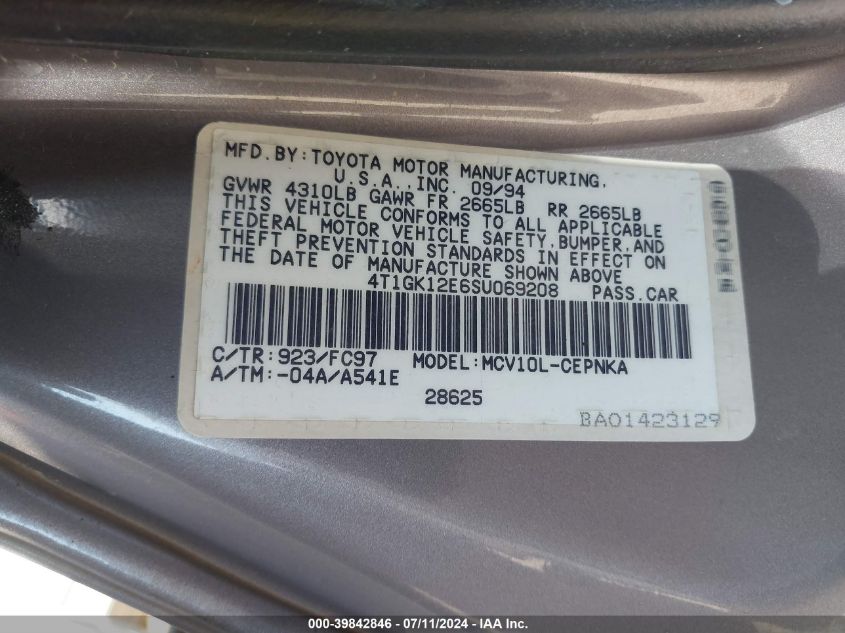 MFD. BY: TOYOTA MOTOR MANUFACTURING,
U.S.A., INC. 09/94
GVWR 4310LB GAWR FR 2665LB RR 2665LB
THIS VEHICLE CONFORMS TO ALL APPLICABLE
FEDERAL MOTOR VEHICLE SAFETY, BUMPER, AND
THEFT PREVENTION STANDARDS IN EFFECT ON
THE DATE OF MANUFACTURE SHOWN ABOVE
4T1GK12E6SU069208 PASS. CAR
C/TR: 923/FC97 MODEL: MCV10L-CEPNKA
A/TM: -04A/A541E
28625
BA01423129
000-39842846 - 07/11/2024 - IAA Inc.